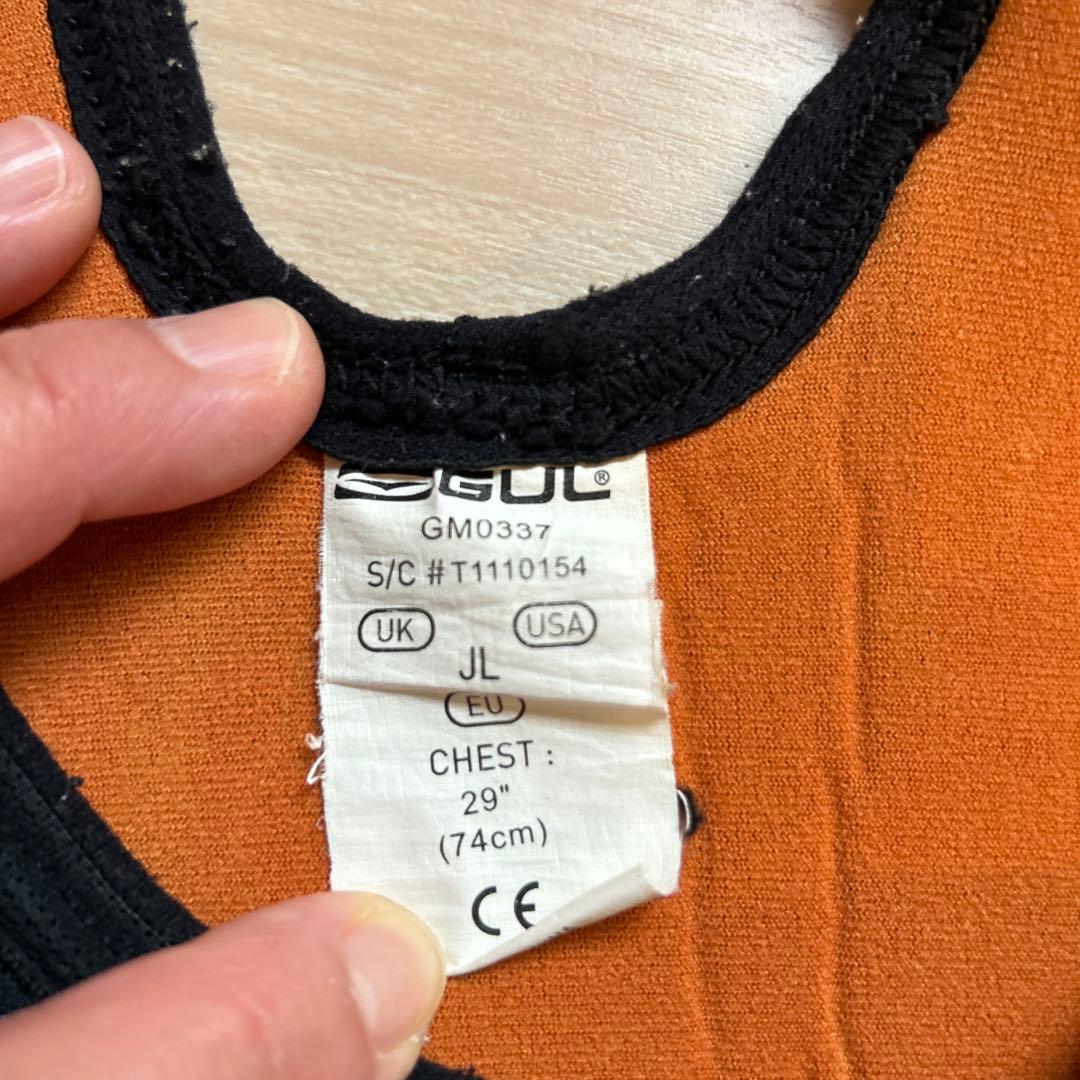 GUL®
GM0337
S/C # T1110154
UK USA
JL
EU
CHEST :
29"
(74cm)
CE